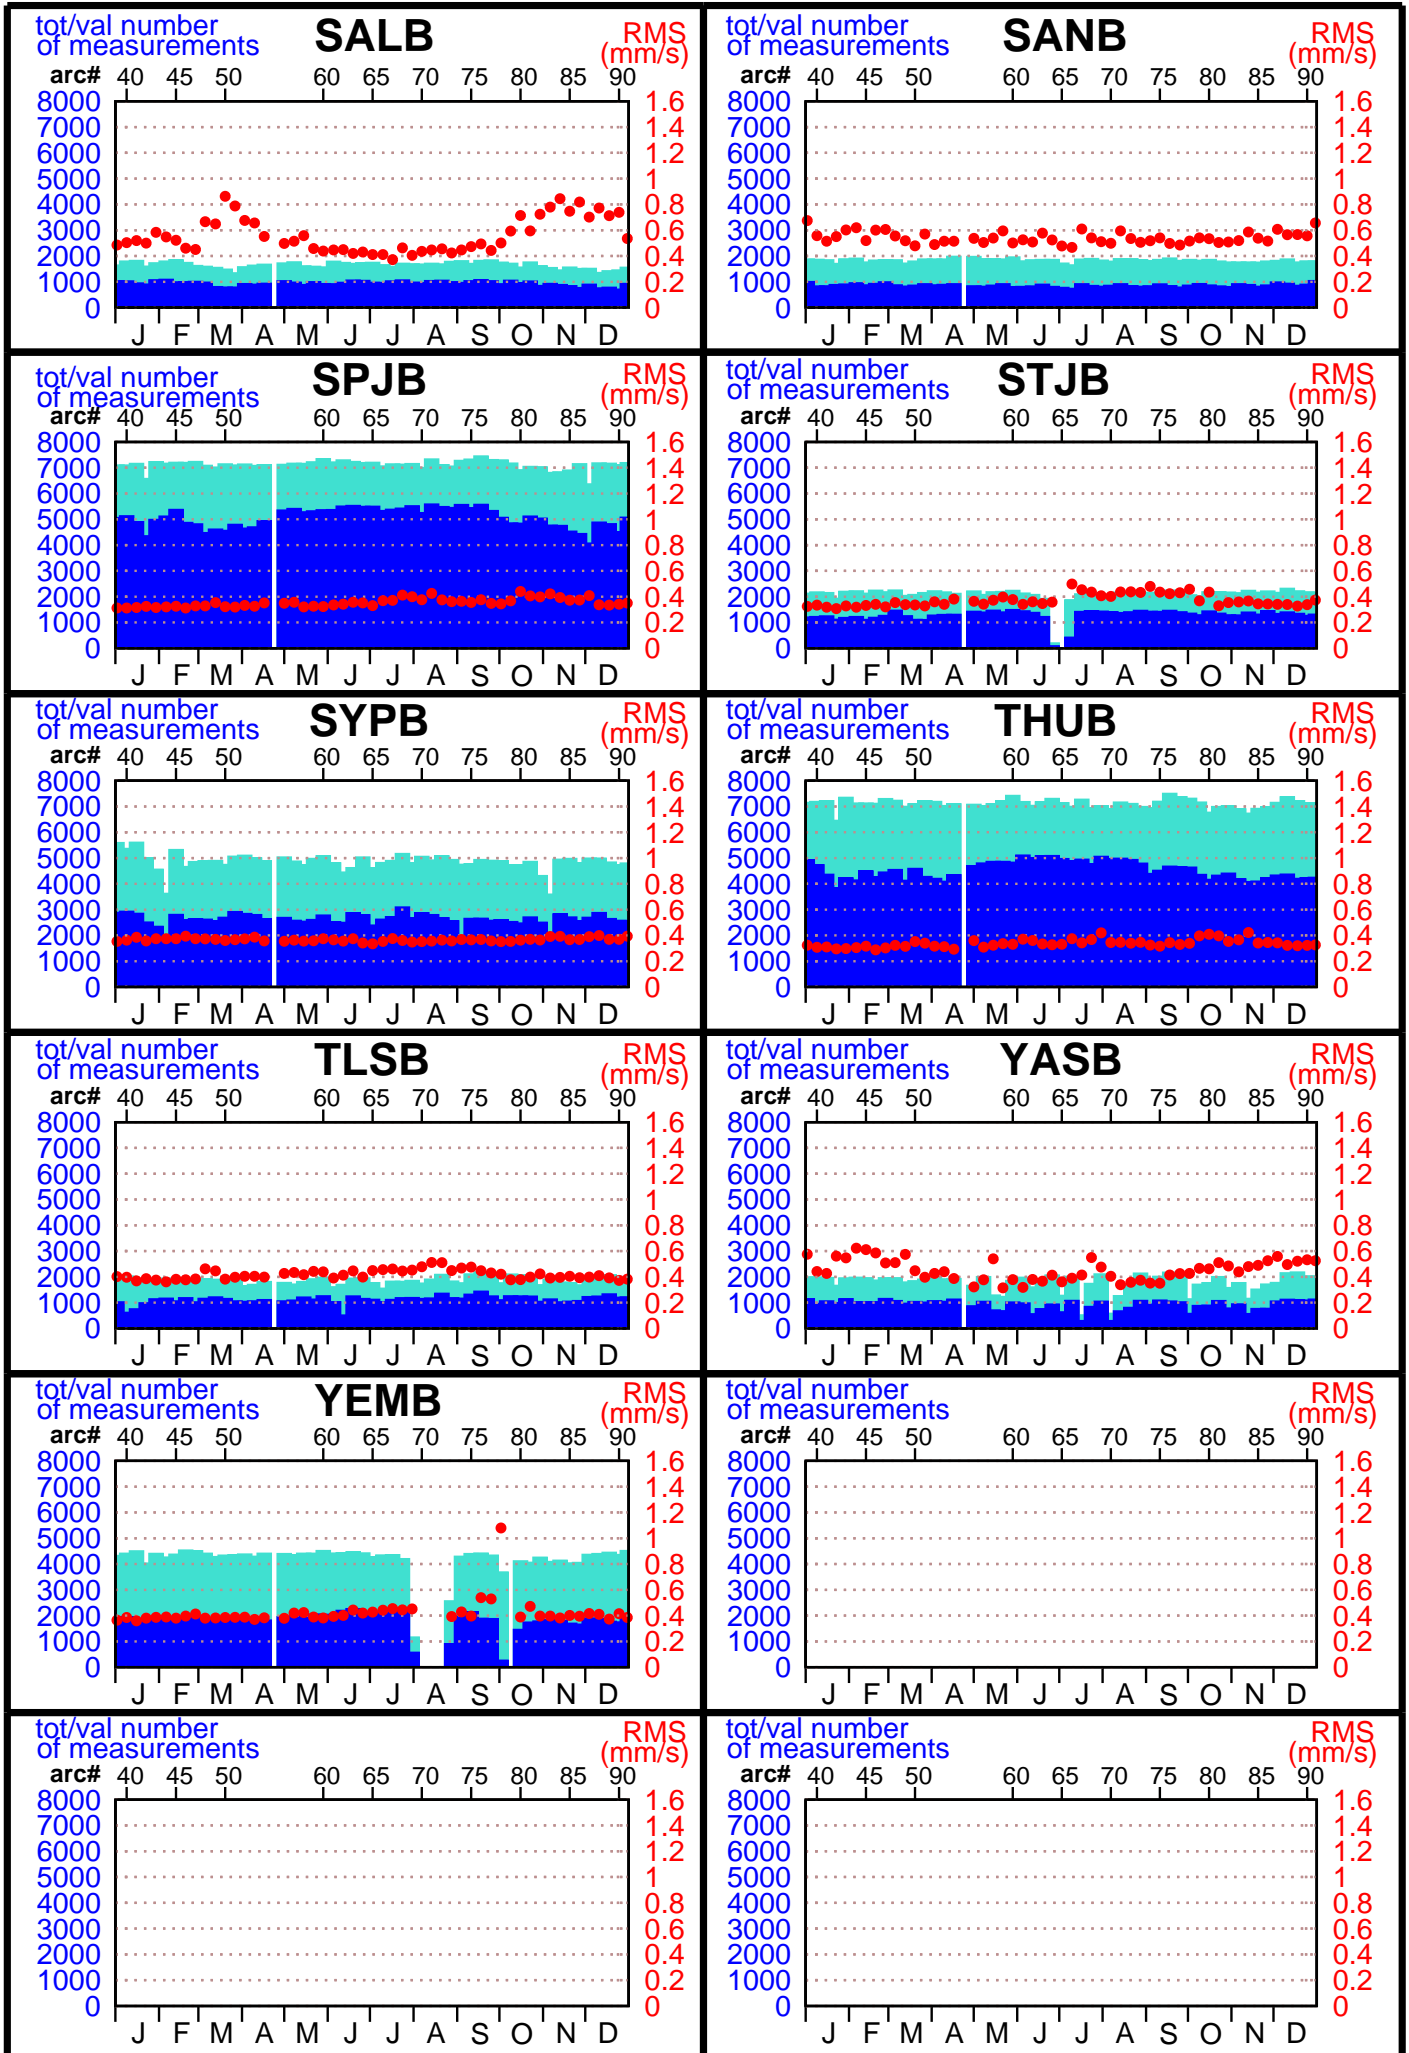 tot/val number SALB RMS
of measurements (mm/s)
arc# 40 45 50 60 65 70 75 80 85 90
8000 1.6
7000 1.4
6000 1.2
5000 1
4000 0.8
3000 0.6
2000 0.4
1000 0.2
0 0
J F M A M J J A S O N D
tot/val number SANB RMS
of measurements (mm/s)
arc# 40 45 50 60 65 70 75 80 85 90
8000 1.6
7000 1.4
6000 1.2
5000 1
4000 0.8
3000 0.6
2000 0.4
1000 0.2
0 0
J F M A M J J A S O N D
tot/val number SPJB RMS
of measurements (mm/s)
arc# 40 45 50 60 65 70 75 80 85 90
8000 1.6
7000 1.4
6000 1.2
5000 1
4000 0.8
3000 0.6
2000 0.4
1000 0.2
0 0
J F M A M J J A S O N D
tot/val number STJB RMS
of measurements (mm/s)
arc# 40 45 50 60 65 70 75 80 85 90
8000 1.6
7000 1.4
6000 1.2
5000 1
4000 0.8
3000 0.6
2000 0.4
1000 0.2
0 0
J F M A M J J A S O N D
tot/val number SYPB RMS
of measurements (mm/s)
arc# 40 45 50 60 65 70 75 80 85 90
8000 1.6
7000 1.4
6000 1.2
5000 1
4000 0.8
3000 0.6
2000 0.4
1000 0.2
0 0
J F M A M J J A S O N D
tot/val number THUB RMS
of measurements (mm/s)
arc# 40 45 50 60 65 70 75 80 85 90
8000 1.6
7000 1.4
6000 1.2
5000 1
4000 0.8
3000 0.6
2000 0.4
1000 0.2
0 0
J F M A M J J A S O N D
tot/val number TLSB RMS
of measurements (mm/s)
arc# 40 45 50 60 65 70 75 80 85 90
8000 1.6
7000 1.4
6000 1.2
5000 1
4000 0.8
3000 0.6
2000 0.4
1000 0.2
0 0
J F M A M J J A S O N D
tot/val number YASB RMS
of measurements (mm/s)
arc# 40 45 50 60 65 70 75 80 85 90
8000 1.6
7000 1.4
6000 1.2
5000 1
4000 0.8
3000 0.6
2000 0.4
1000 0.2
0 0
J F M A M J J A S O N D
tot/val number YEMB RMS
of measurements (mm/s)
arc# 40 45 50 60 65 70 75 80 85 90
8000 1.6
7000 1.4
6000 1.2
5000 1
4000 0.8
3000 0.6
2000 0.4
1000 0.2
0 0
J F M A M J J A S O N D
tot/val number RMS
of measurements (mm/s)
arc# 40 45 50 60 65 70 75 80 85 90
8000 1.6
7000 1.4
6000 1.2
5000 1
4000 0.8
3000 0.6
2000 0.4
1000 0.2
0 0
J F M A M J J A S O N D
tot/val number RMS
of measurements (mm/s)
arc# 40 45 50 60 65 70 75 80 85 90
8000 1.6
7000 1.4
6000 1.2
5000 1
4000 0.8
3000 0.6
2000 0.4
1000 0.2
0 0
J F M A M J J A S O N D
tot/val number RMS
of measurements (mm/s)
arc# 40 45 50 60 65 70 75 80 85 90
8000 1.6
7000 1.4
6000 1.2
5000 1
4000 0.8
3000 0.6
2000 0.4
1000 0.2
0 0
J F M A M J J A S O N D